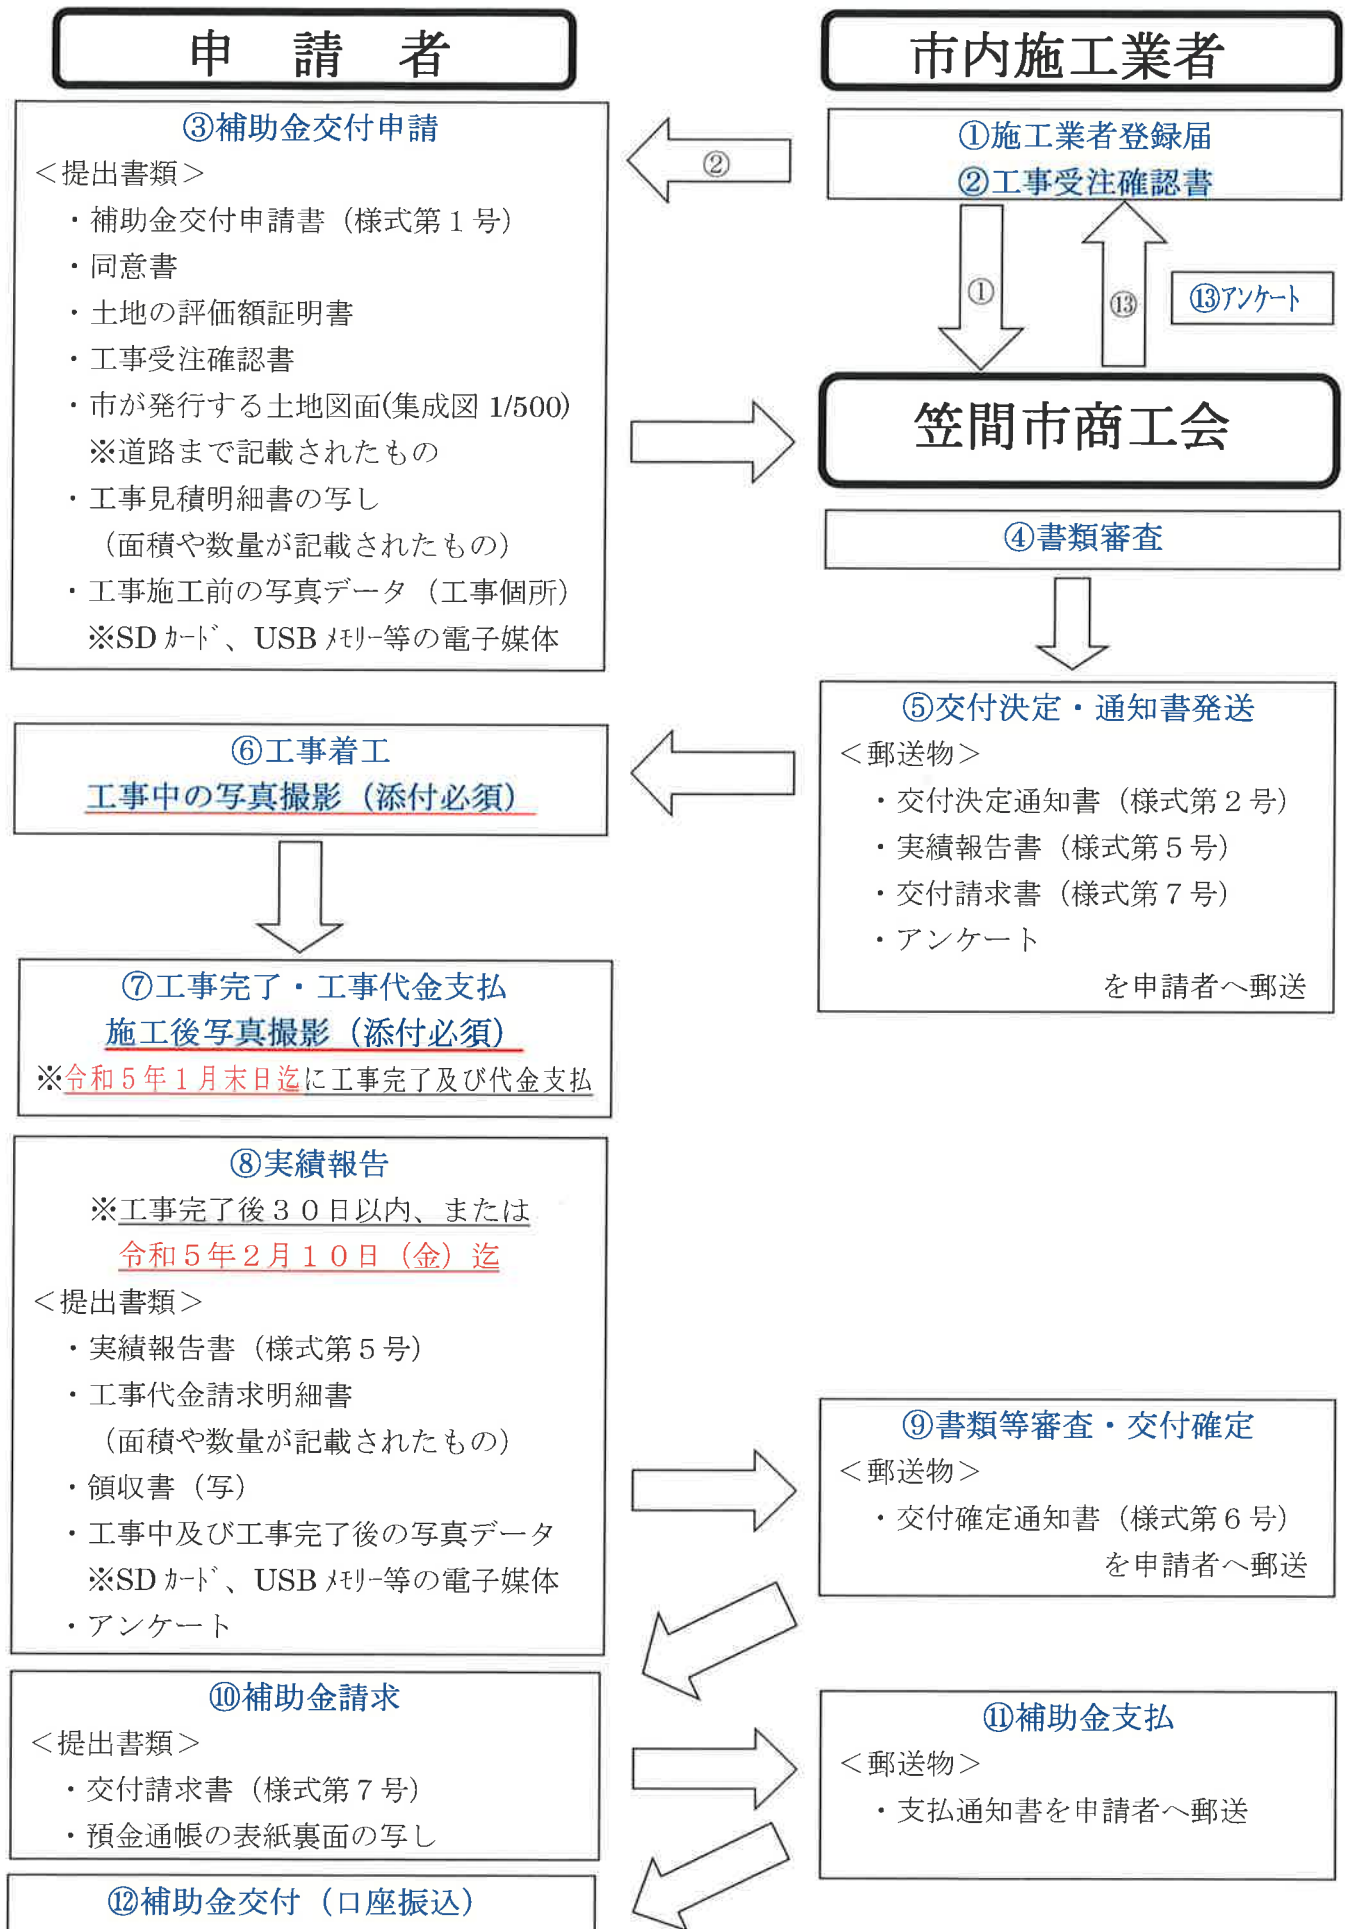 申請者
③補助金交付申請
＜提出書類＞
・補助金交付申請書（様式第１号）
・同意書
・土地の評価額証明書
・工事受注確認書
・市が発行する土地図面(集成図 1/500)
※道路まで記載されたもの
・工事見積明細書の写し
（面積や数量が記載されたもの）
・工事施工前の写真データ（工事個所）
※SDｶｰﾄﾞ、USBﾒﾓﾘｰ等の電子媒体
②
市内施工業者
①施工業者登録届
②工事受注確認書
①
⑬
⑬ｱﾝｹｰﾄ
笠間市商工会
④書類審査
⑤交付決定・通知書発送
＜郵送物＞
・交付決定通知書（様式第２号）
・実績報告書（様式第５号）
・交付請求書（様式第７号）
・アンケート
を申請者へ郵送
⑥工事着工
工事中の写真撮影（添付必須）
⑦工事完了・工事代金支払
施工後写真撮影（添付必須）
※令和５年１月末日迄に工事完了及び代金支払
⑧実績報告
※工事完了後３０日以内、または
令和５年２月１０日（金）迄
＜提出書類＞
・実績報告書（様式第５号）
・工事代金請求明細書
（面積や数量が記載されたもの）
・領収書（写）
・工事中及び工事完了後の写真データ
※SDｶｰﾄﾞ、USBﾒﾓﾘｰ等の電子媒体
・アンケート
⑨書類等審査・交付確定
＜郵送物＞
・交付確定通知書（様式第６号）
を申請者へ郵送
⑩補助金請求
＜提出書類＞
・交付請求書（様式第７号）
・預金通帳の表紙裏面の写し
⑪補助金支払
＜郵送物＞
・支払通知書を申請者へ郵送
⑫補助金交付（口座振込）